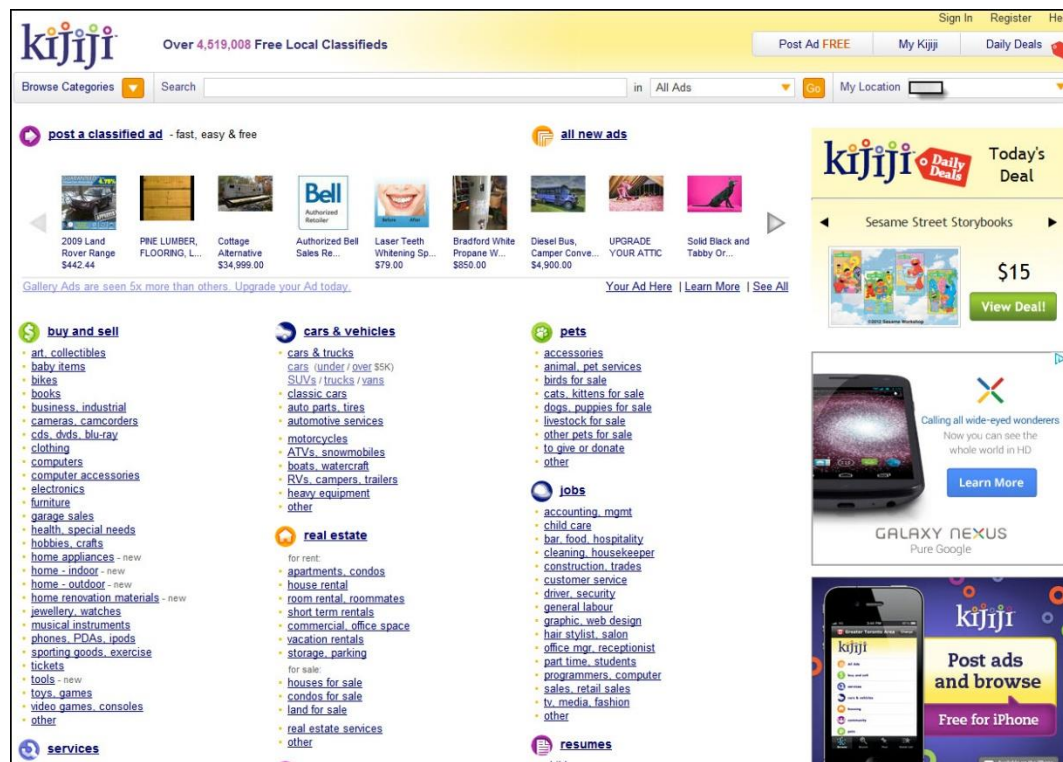 Sign In Register He
kijiji
Over 4,519,008 Free Local Classifieds
Post Ad FREE My Kijiji Daily Deals
Browse Categories Search in All Ads Go My Location
post a classified ad - fast, easy & free
all new ads
2009 Land Rover Range $442.44
PINE LUMBER, FLOORING, L...
Cottage Alternative $34,999.00
Bell
Authorized
Retailer
Authorized Bell Sales Re...
Before After
Laser Teeth Whitening Sp... $79.00
Bradford White Propane W... $850.00
Diesel Bus, Camper Conve... $4,900.00
UPGRADE YOUR ATTIC
Solid Black and Tabby Or...
Gallery Ads are seen 5x more than others. Upgrade your Ad today.
Your Ad Here | Learn More | See All
buy and sell
art, collectibles
baby items
bikes
books
business, industrial
cameras, camcorders
cds, dvds, blu-ray
clothing
computers
computer accessories
electronics
furniture
garage sales
health, special needs
hobbies, crafts
home appliances - new
home - indoor - new
home - outdoor - new
home renovation materials - new
jewellery, watches
musical instruments
phones, PDAs, ipods
sporting goods, exercise
tickets
tools - new
toys, games
video games, consoles
other
services
cars & vehicles
cars & trucks
cars (under / over $5K)
SUVs / trucks / vans
classic cars
auto parts, tires
automotive services
motorcycles
ATVs, snowmobiles
boats, watercraft
RVs, campers, trailers
heavy equipment
other
real estate
for rent:
apartments, condos
house rental
room rental, roommates
short term rentals
commercial, office space
vacation rentals
storage, parking
for sale:
houses for sale
condos for sale
land for sale
real estate services
other
pets
accessories
animal, pet services
birds for sale
cats, kittens for sale
dogs, puppies for sale
livestock for sale
other pets for sale
to give or donate
other
jobs
accounting, mgmt
child care
bar, food, hospitality
cleaning, housekeeper
construction, trades
customer service
driver, security
general labour
graphic, web design
hair stylist, salon
office mgr, receptionist
part time, students
programmers, computer
sales, retail sales
tv, media, fashion
other
resumes
kijiji Daily Deals
Today's
Deal
Sesame Street Storybooks
$15
View Deal!
©2012 Sesame Workshop
Calling all wide-eyed wonderers
Now you can see the
whole world in HD
Learn More
GALAXY NEXUS
Pure Google
Greater Toronto Area
kijiji
kijiji
Post ads
and browse
Free for iPhone